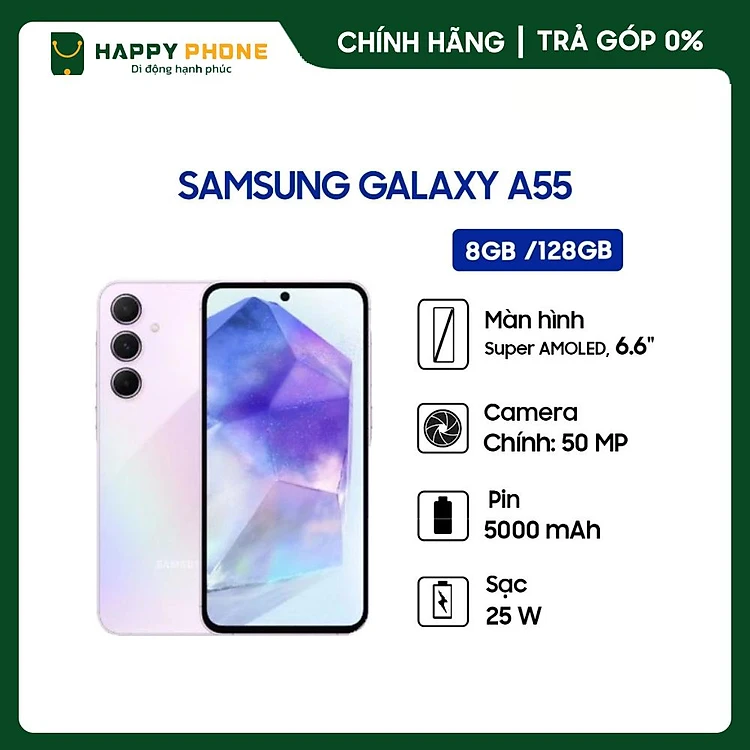 HAPPY PHONE
Di động hạnh phúc
CHÍNH HÃNG | TRẢ GÓP 0%
SAMSUNG GALAXY A55
8GB /128GB
Màn hình
Super AMOLED, 6.6"
Camera
Chính: 50 MP
Pin
5000 mAh
Sạc
25 W
SAMSUNG